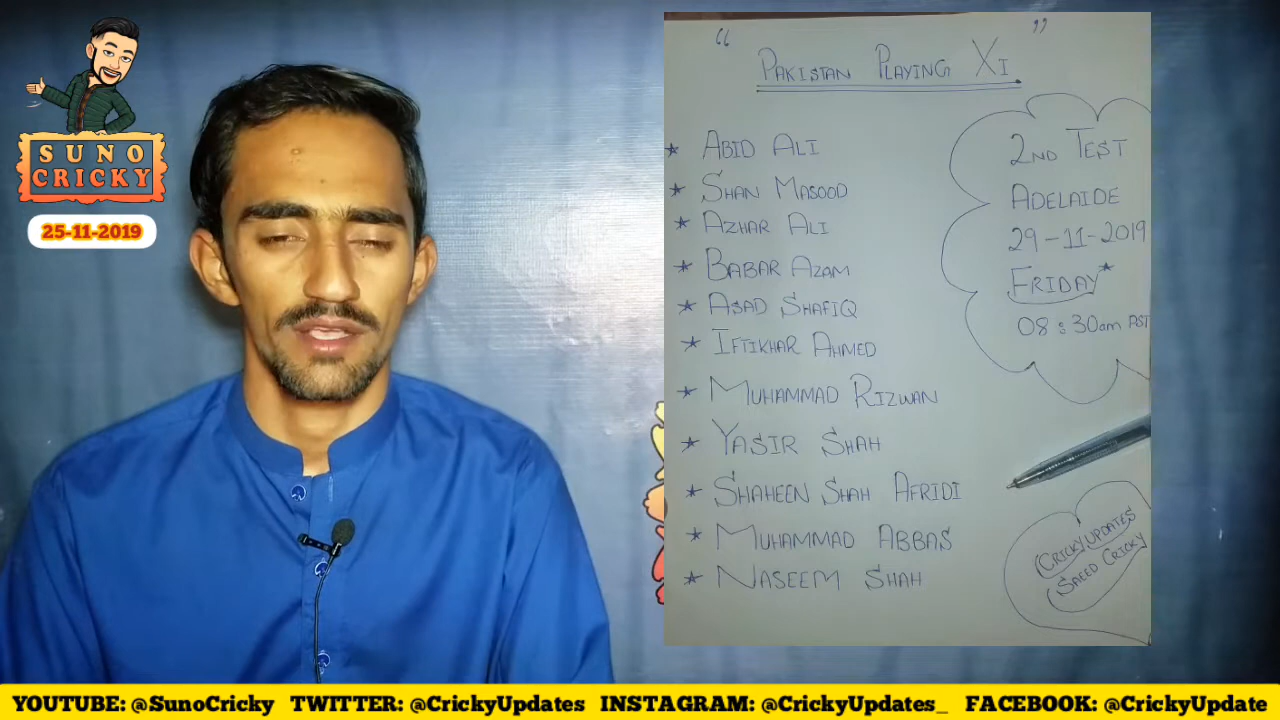 SUNO
CRICKY
25-11-2019
“ ”
PAKISTAN PLAYING XI
★ ABID ALI
★ SHAN MASOOD
★ AZHAR ALI
★ BABAR AZAM
★ ASAD SHAFIQ
★ IFTIKHAR AHMED
★ MUHAMMAD RIZWAN
★ YASIR SHAH
★ SHAHEEN SHAH AFRIDI
★ MUHAMMAD ABBAS
★ NASEEM SHAH
2ND TEST
ADELAIDE
29-11-2019
FRIDAY★
08:30am PST
CRICKY UPDATES
SAEED CRICKY
YOUTUBE: @SunoCricky TWITTER: @CrickyUpdates INSTAGRAM: @CrickyUpdates_ FACEBOOK: @CrickyUpdate